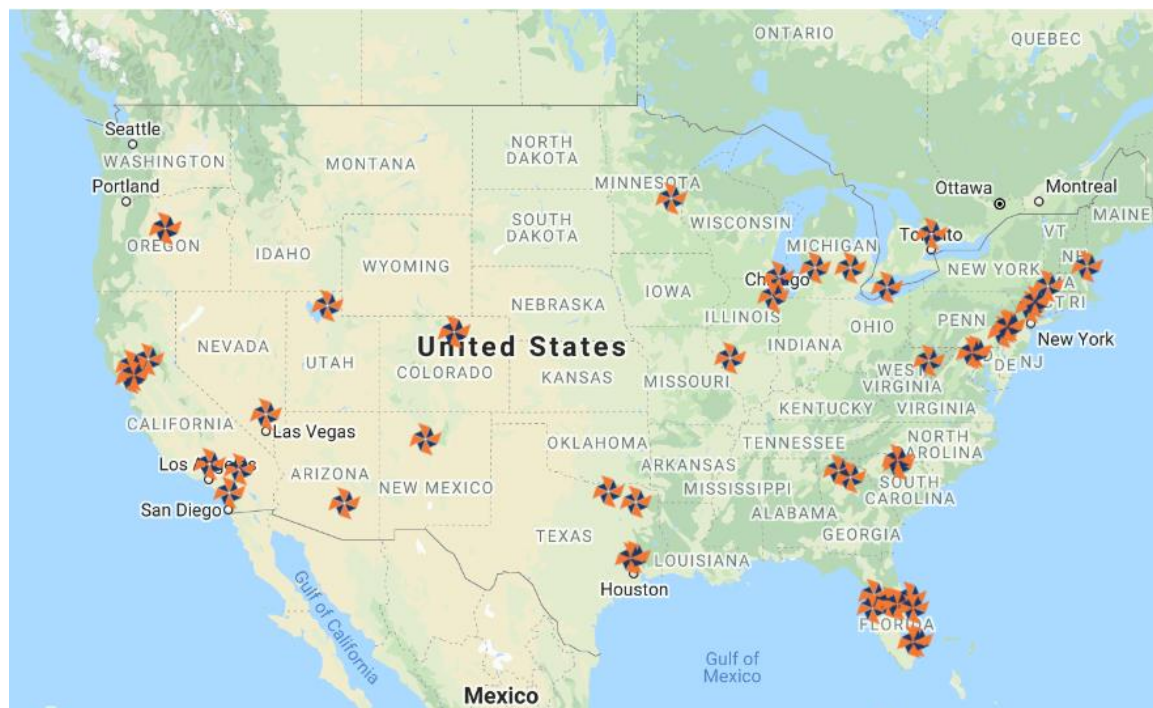 ONTARIO
QUEBEC
Seattle
WASHINGTON
NORTH
DAKOTA
MONTANA
MINNESOTA
Portland
Ottawa
Montreal
MAINE
SOUTH
DAKOTA
WISCONSIN
MICHIGAN
VT
OREGON
IDAHO
WYOMING
NEW YORK
IOWA
NEBRASKA
ILLINOIS
RI
PENN
OHIO
NEVADA
UTAH
United States
INDIANA
New York
COLORADO
KANSAS
MISSOURI
WEST
VIRGINIA
DE
NJ
CALIFORNIA
Las Vegas
KENTUCKY
VIRGINIA
OKLAHOMA
TENNESSEE
NORTH
CAROLINA
ARIZONA
NEW MEXICO
ARKANSAS
MISSISSIPPI
SOUTH
CAROLINA
San Diego
ALABAMA
TEXAS
GEORGIA
LOUISIANA
Houston
Gulf of California
FLORIDA
Gulf of
Mexico
Mexico